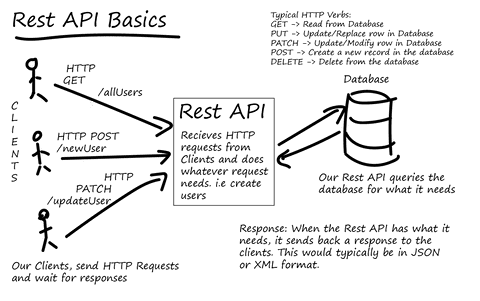 Rest API Basics
Typical HTTP Verbs:
GET -> Read from Database
PUT -> Update/Replace row in Database
PATCH -> Update/Modify row in Database
POST -> Create a new record in the database
DELETE -> Delete from the database
CLIENTS
HTTP
GET
/allUsers
HTTP POST
/newUser
HTTP
PATCH
/updateUser
Rest API
Recieves HTTP
requests from
Clients and does
whatever request
needs. i.e create
users
Database
Our Rest API queries the
database for what it needs
Our Clients, send HTTP Requests
and wait for responses
Response: When the Rest API has what it
needs, it sends back a response to the
clients. This would typically be in JSON
or XML format.